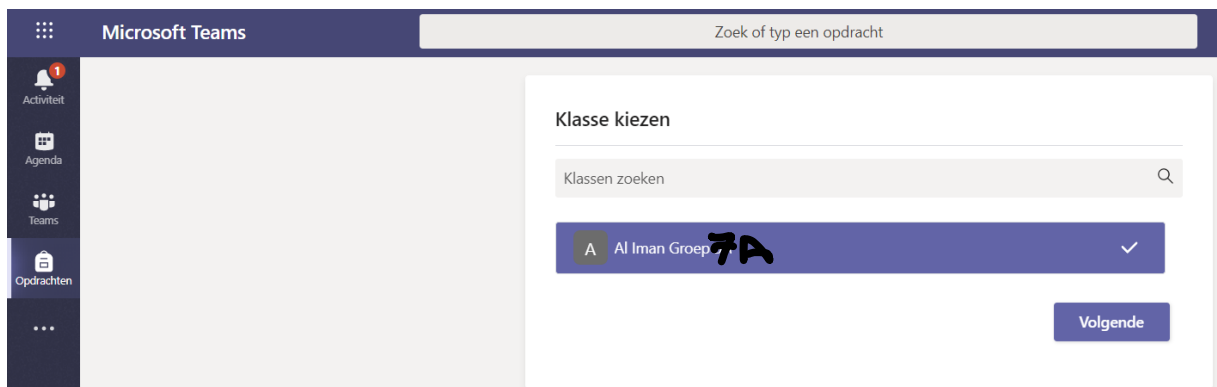 Microsoft Teams
Zoek of typ een opdracht
1
Activiteit
Agenda
Teams
Opdrachten
Klasse kiezen
Klassen zoeken
A Al Iman Groep 7A
Volgende